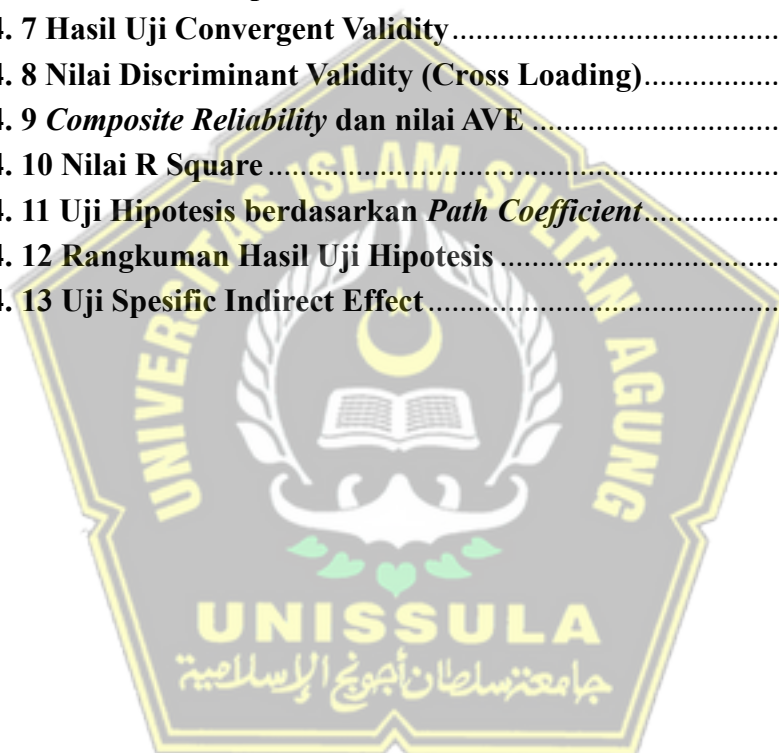 4. 7 Hasil Uji Convergent Validity
4. 8 Nilai Discriminant Validity (Cross Loading)
4. 9 Composite Reliability dan nilai AVE
4. 10 Nilai R Square
4. 11 Uji Hipotesis berdasarkan Path Coefficient
4. 12 Rangkuman Hasil Uji Hipotesis
4. 13 Uji Spesific Indirect Effect
UNIVERSITAS ISLAM SULTAN AGUNG
UNISSULA
جامعتنسلطان أجونج الإسلامية